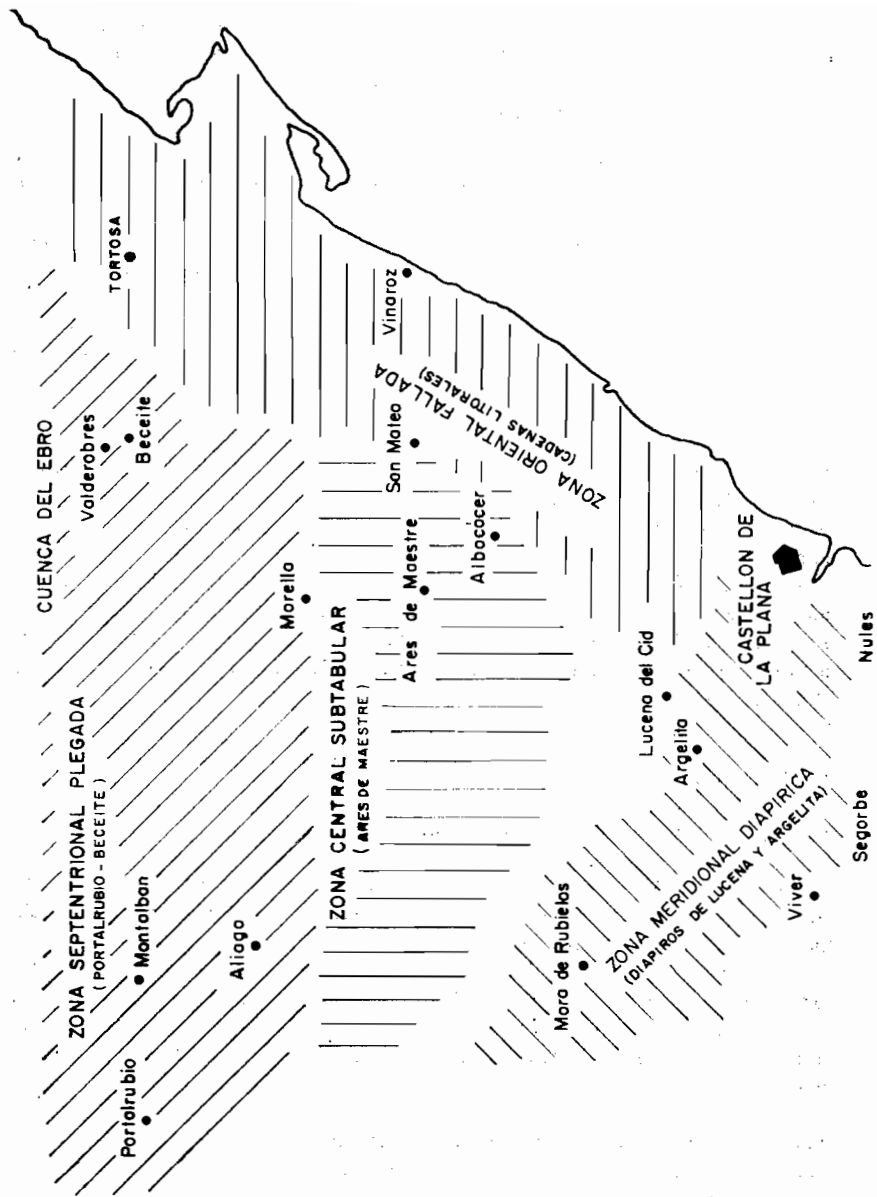 CUENCA DEL EBRO
ZONA SEPTENTRIONAL PLEGADA
(PORTALRUBIO - BECEITE)
Portalrubio
Montalban
Aliaga
Valderobres
Beceite
TORTOSA
Morella
ZONA CENTRAL SUBTABULAR
(ARES DE MAESTRE)
Ares de Maestre
San Mateo
Albocacer
Vinaroz
ZONA ORIENTAL FALLADA
(CADENAS LITORALES)
Mora de Rubielos
Lucena del Cid
Argelita
CASTELLON DE
LA PLANA
ZONA MERIDIONAL DIAPIRICA
(DIAPIROS DE LUCENA Y ARGELITA)
Viver
Segorbe
Nules